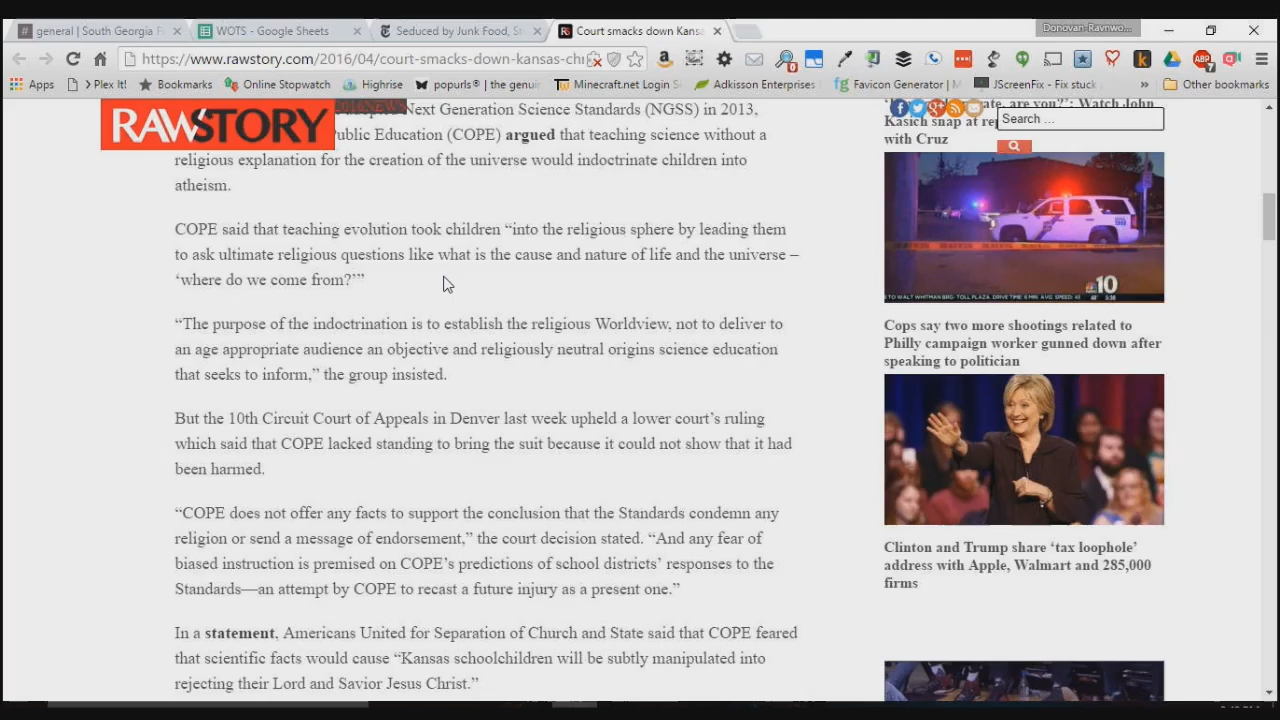 general | South Georgia F
WOTS - Google Sheets
Seduced by Junk Food, S
Court smacks down Kansa
Donovan-Ravnwo...
https://www.rawstory.com/2016/04/court-smacks-down-kansas-chi
Apps
> Plex It!
Bookmarks
Online Stopwatch
Highrise
popurls® | the genui
Minecraft.net Login S
Adkisson Enterprises
Favicon Generator | M
JScreenFix - Fix stuck
Other bookmarks
RAW STORY
Next Generation Science Standards (NGSS) in 2013,
Public Education (COPE) argued that teaching science without a
religious explanation for the creation of the universe would indoctrinate children into
atheism.
COPE said that teaching evolution took children “into the religious sphere by leading them
to ask ultimate religious questions like what is the cause and nature of life and the universe –
‘where do we come from?’”
“The purpose of the indoctrination is to establish the religious Worldview, not to deliver to
an age appropriate audience an objective and religiously neutral origins science education
that seeks to inform,” the group insisted.
But the 10th Circuit Court of Appeals in Denver last week upheld a lower court’s ruling
which said that COPE lacked standing to bring the suit because it could not show that it had
been harmed.
“COPE does not offer any facts to support the conclusion that the Standards condemn any
religion or send a message of endorsement,” the court decision stated. “And any fear of
biased instruction is premised on COPE’s predictions of school districts’ responses to the
Standards—an attempt by COPE to recast a future injury as a present one.”
In a statement, Americans United for Separation of Church and State said that COPE feared
that scientific facts would cause “Kansas schoolchildren will be subtly manipulated into
rejecting their Lord and Savior Jesus Christ.”
are you?’: Watch John
Kasich snap at
with Cruz
Search ...
NBC 10
Cops say two more shootings related to
Philly campaign worker gunned down after
speaking to politician
Clinton and Trump share ‘tax loophole’
address with Apple, Walmart and 285,000
firms